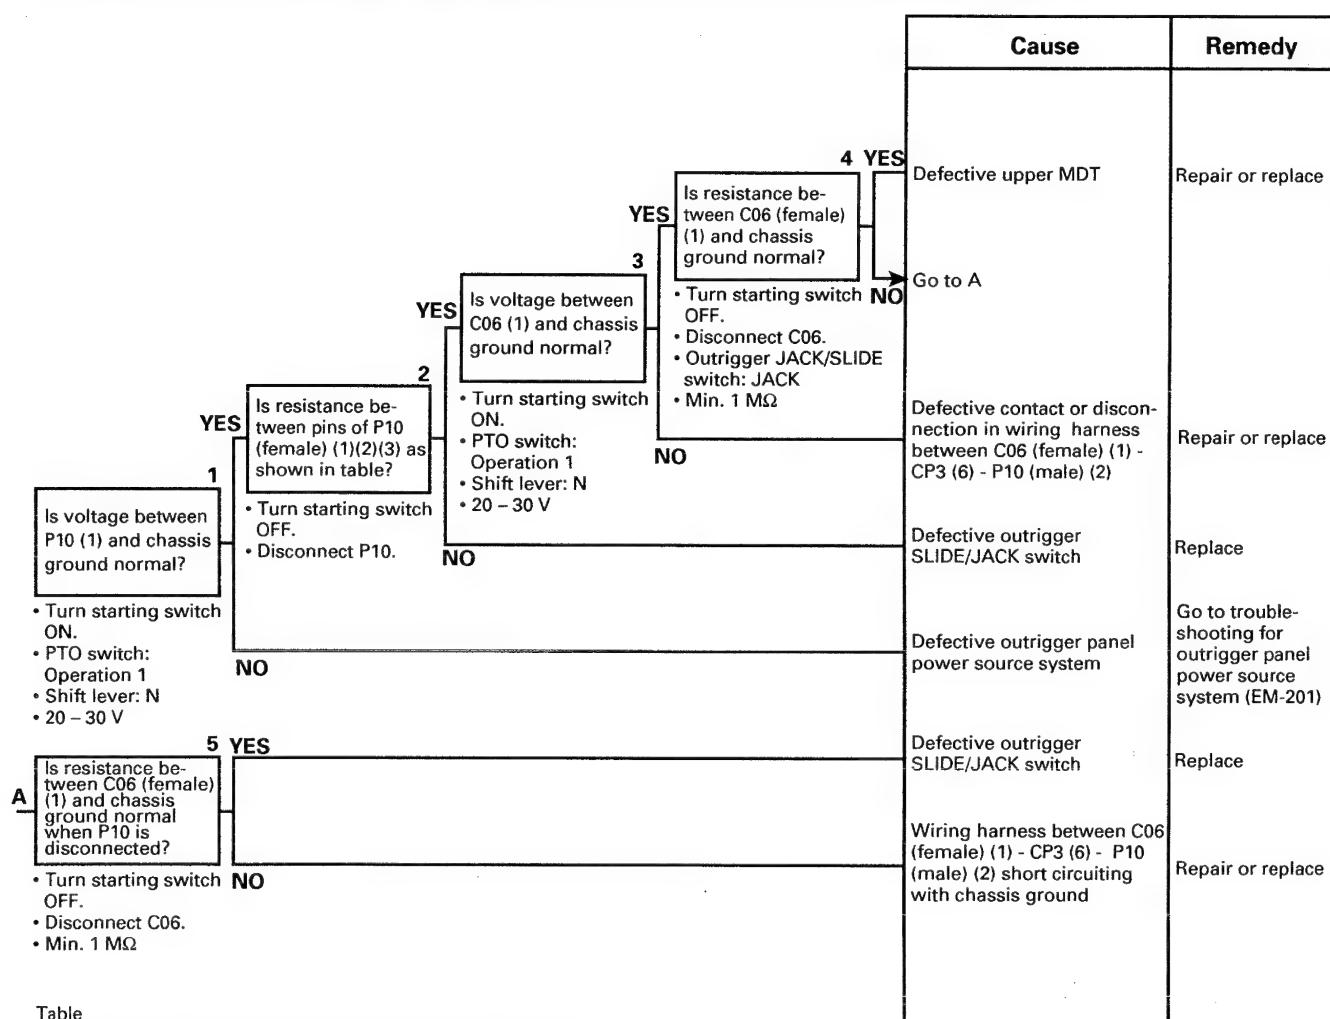 Cause
Remedy
4 YES
Is resistance be-
tween C06 (female)
(1) and chassis
ground normal?
• Turn starting switch
OFF.
• Disconnect C06.
• Outrigger JACK/SLIDE
switch: JACK
• Min. 1 MΩ
NO
Defective upper MDT
Repair or replace
Go to A
YES
3
Is voltage between
C06 (1) and chassis
ground normal?
• Turn starting switch
ON.
• PTO switch:
Operation 1
• Shift lever: N
• 20 – 30 V
NO
Defective contact or discon-
nection in wiring harness
between C06 (female) (1) -
CP3 (6) - P10 (male) (2)
Repair or replace
YES
2
Is resistance be-
tween pins of P10
(female) (1)(2)(3) as
shown in table?
• Turn starting switch
OFF.
• Disconnect P10.
NO
Defective outrigger
SLIDE/JACK switch
Replace
YES
1
Is voltage between
P10 (1) and chassis
ground normal?
• Turn starting switch
ON.
• PTO switch:
Operation 1
• Shift lever: N
• 20 – 30 V
NO
Defective outrigger panel
power source system
Go to trouble-
shooting for
outrigger panel
power source
system (EM-201)
5 YES
A
Is resistance be-
tween C06 (female)
(1) and chassis
ground normal
when P10 is
disconnected?
• Turn starting switch
OFF.
• Disconnect C06.
• Min. 1 MΩ
NO
Defective outrigger
SLIDE/JACK switch
Replace
Wiring harness between C06
(female) (1) - CP3 (6) - P10
(male) (2) short circuiting
with chassis ground
Repair or replace
Table